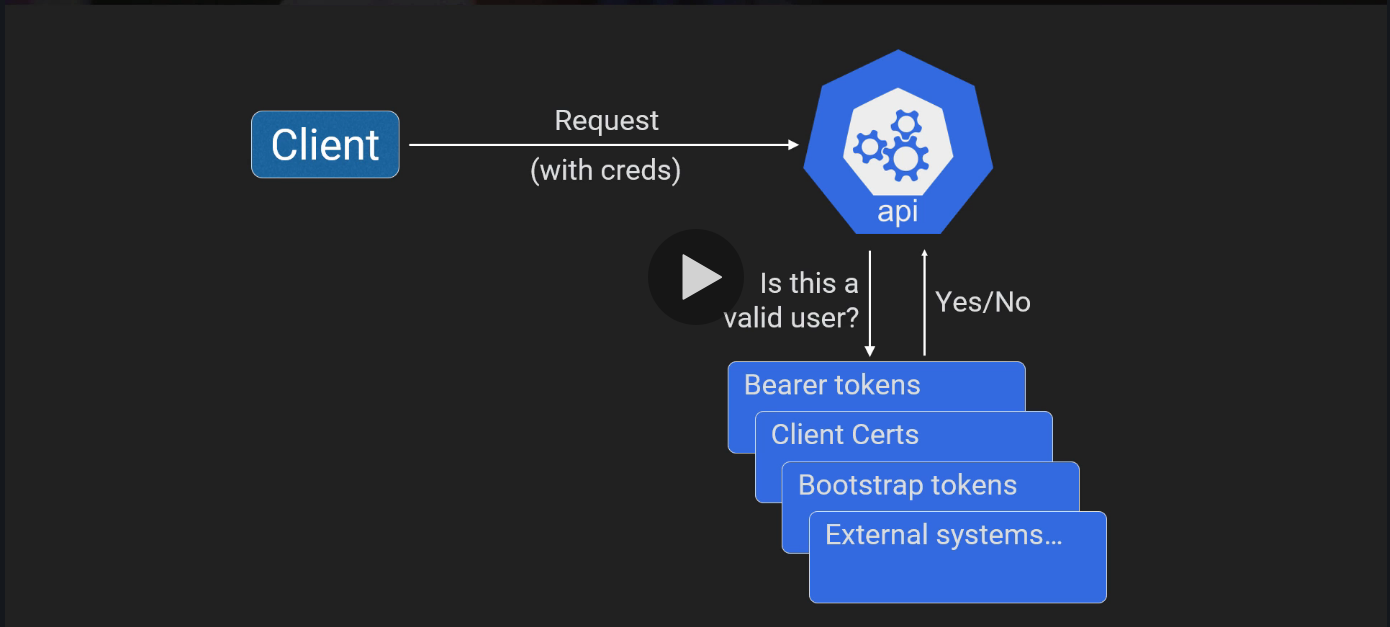 Client
Request
(with creds)
api
Is this a
valid user?
Yes/No
Bearer tokens
Client Certs
Bootstrap tokens
External systems...